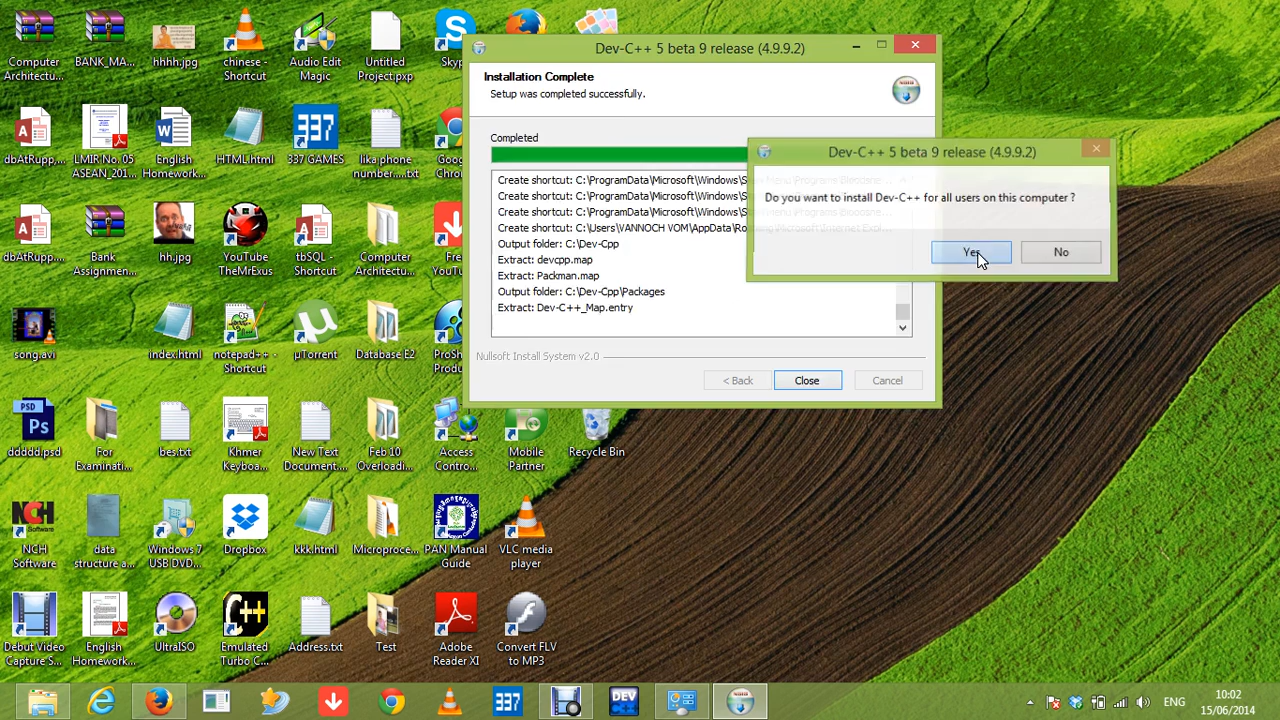 Computer
Architectu...
BANK_MA...
hhhh.jpg
chinese -
Shortcut
Audio Edit
Magic
Untitled
Project.pxp
Skyp
dbAtRupp,...
LMIR No. 05
ASEAN_201...
English
Homework...
HTML.html
337
337 GAMES
lika phone
number....txt
Goog
Chron
dbAtRupp...
Bank
Assignmen...
hh.jpg
YouTube
TheMrExus
tbSQL -
Shortcut
Computer
Architectu...
Free
YouTU
song.avi
index.html
notepad++ -
Shortcut
µTorrent
Database E2
ProSh
Produ
PSD
Ps
ddddd.psd
For
Examinati...
bes.txt
Khmer
Keyboa...
New Text
Document...
Feb 10
Overloadi...
Access
Contro...
Mobile
Partner
Recycle Bin
NCH
Software
NCH
Software
data
structure a...
Windows 7
USB DVD...
Dropbox
kkk.html
Microproce...
PAN Manual
Guide
VLC media
player
Debut Video
Capture S...
English
Homework...
UltraISO
C++
Emulated
Turbo C...
Address.txt
Test
Adobe
Reader XI
Convert FLV
to MP3
Dev-C++ 5 beta 9 release (4.9.9.2)
Installation Complete
Setup was completed successfully.
Completed
Create shortcut: C:\ProgramData\Microsoft\Windows\S
Create shortcut: C:\ProgramData\Microsoft\Windows\S
Create shortcut: C:\ProgramData\Microsoft\Windows\S
Create shortcut: C:\Users\VANNOCH VOM\AppData\Ro
Output folder: C:\Dev-Cpp
Extract: devcpp.map
Extract: Packman.map
Output folder: C:\Dev-Cpp\Packages
Extract: Dev-C++_Map.entry
Nullsoft Install System v2.0
< Back
Close
Cancel
Dev-C++ 5 beta 9 release (4.9.9.2)
Do you want to install Dev-C++ for all users on this computer ?
Yes
No
337
DEV
C++
ENG
10:02
15/06/2014